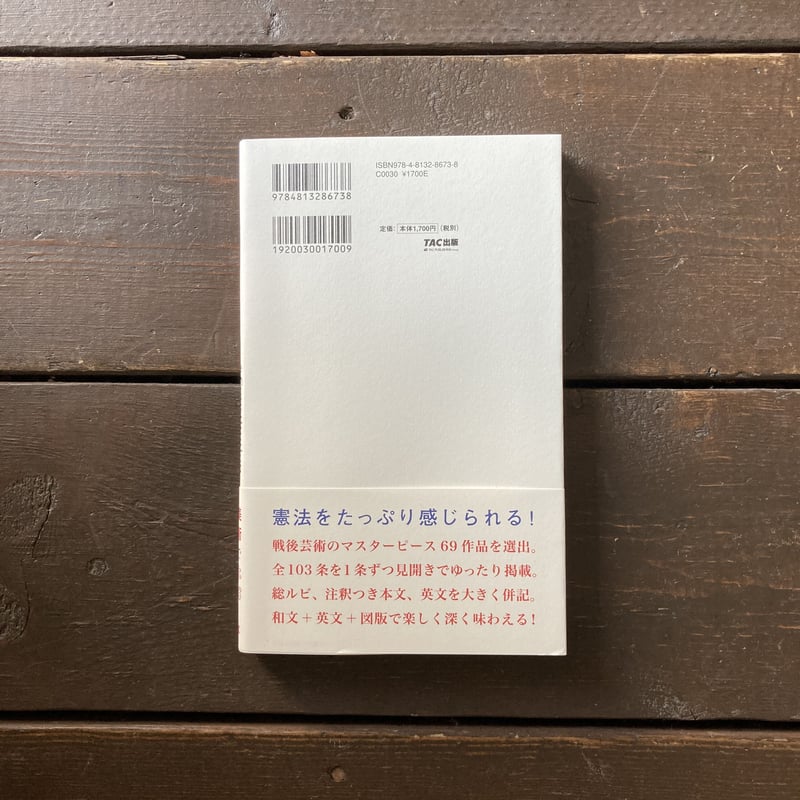 ISBN978-4-8132-8673-8
C0030 ¥1700E
9784813286738
定価：本体1,700円（税別）
1920030017009
TAC出版
憲法をたっぷり感じられる！
戦後芸術のマスターピース69作品を選出。
全103条を1条ずつ見開きでゆったり掲載。
総ルビ、注釈つき本文、英文を大きく併記。
和文＋英文＋図版で楽しく深く味わえる！